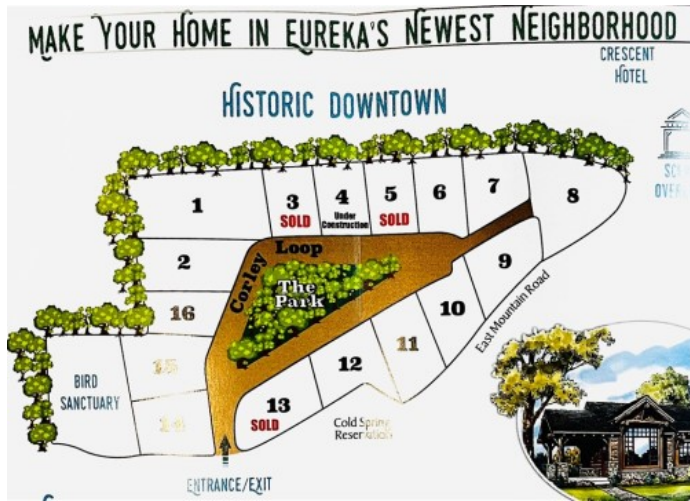 MAKE YOUR HOME IN EUREKA'S NEWEST NEIGHBORHOOD
CRESCENT
HOTEL
HISTORIC DOWNTOWN
1
3
SOLD
4
Under
Construction
5
SOLD
6
7
8
2
Corley Loop
The
Park
9
10
East Mountain Road
16
11
12
15
BIRD
SANCTUARY
13
SOLD
14
Cold Spring
Reservation
ENTRANCE/EXIT